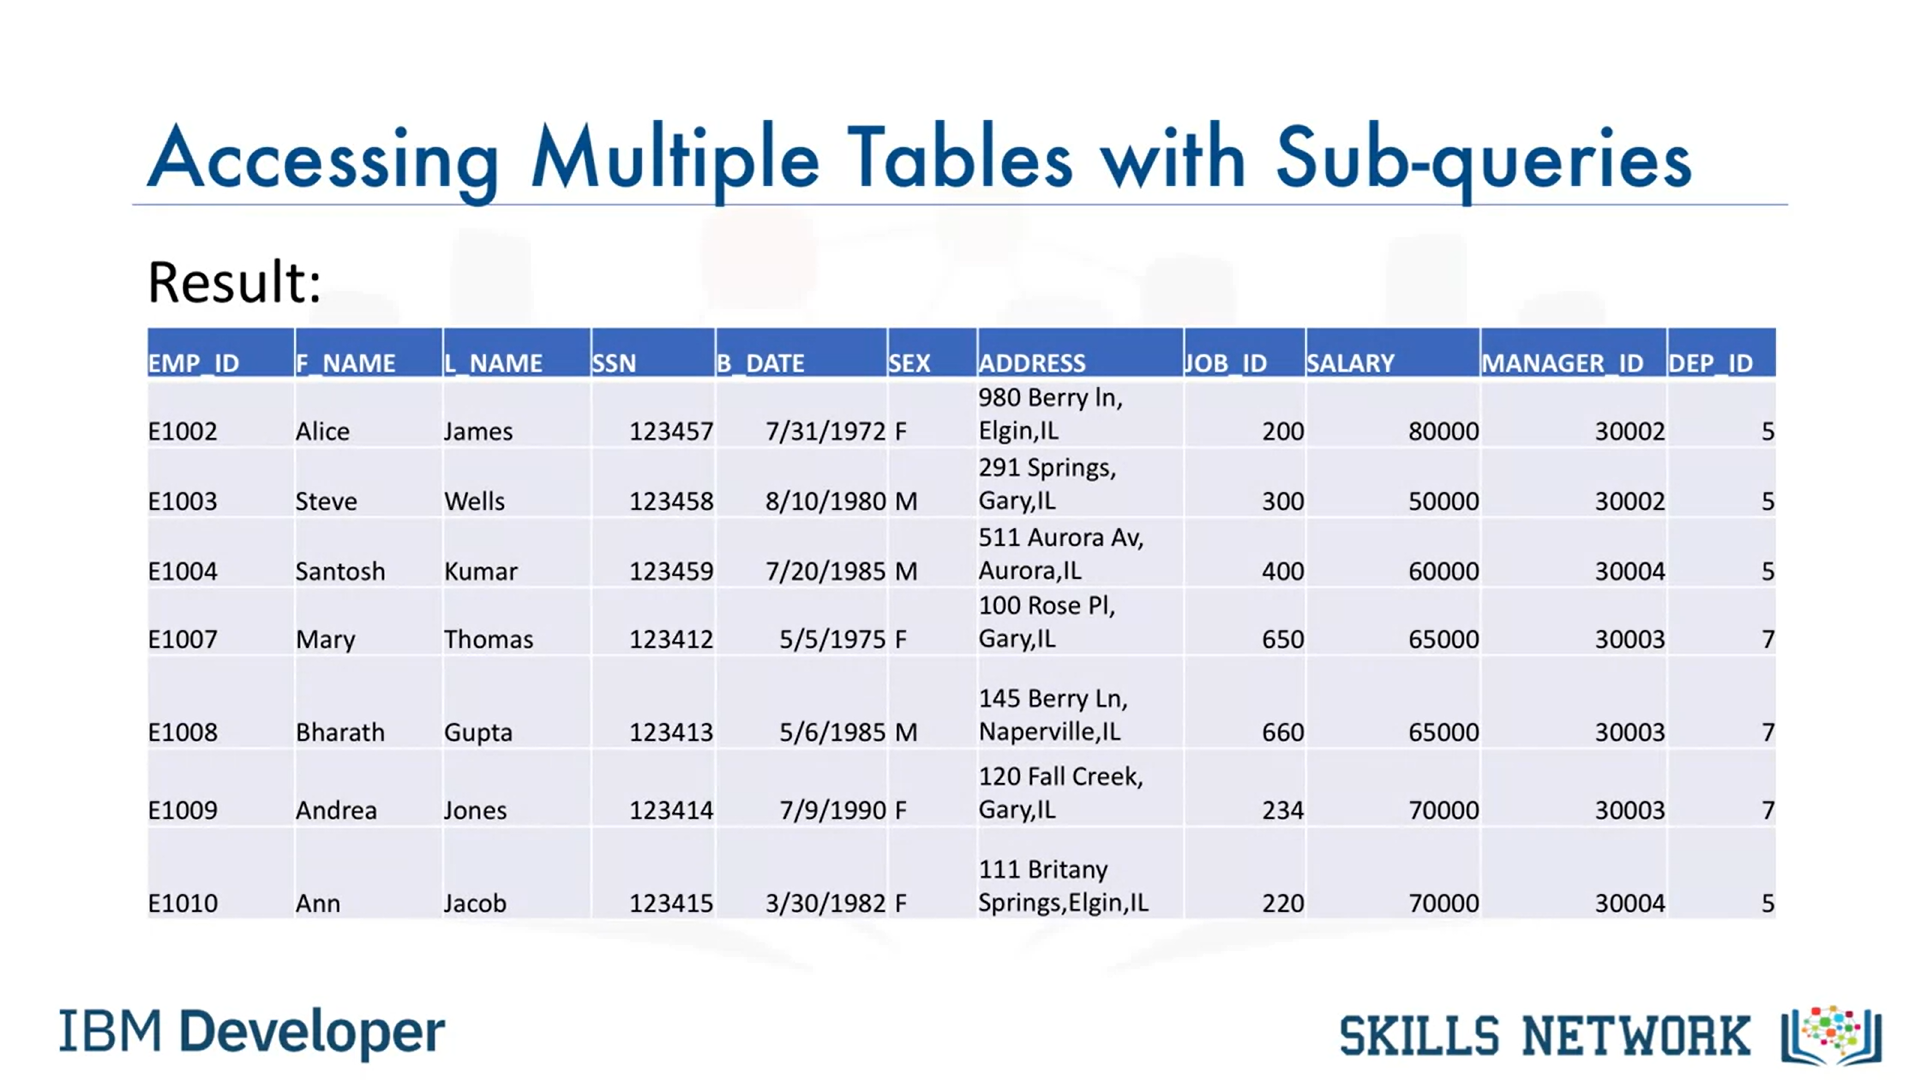 Accessing Multiple Tables with Sub-queries
Result:
EMP_ID F_NAME L_NAME SSN B_DATE SEX ADDRESS JOB_ID SALARY MANAGER_ID DEP_ID
E1002 Alice James 123457 7/31/1972 F 980 Berry ln, Elgin,IL 200 80000 30002 5
E1003 Steve Wells 123458 8/10/1980 M 291 Springs, Gary,IL 300 50000 30002 5
E1004 Santosh Kumar 123459 7/20/1985 M 511 Aurora Av, Aurora,IL 400 60000 30004 5
E1007 Mary Thomas 123412 5/5/1975 F 100 Rose Pl, Gary,IL 650 65000 30003 7
E1008 Bharath Gupta 123413 5/6/1985 M 145 Berry Ln, Naperville,IL 660 65000 30003 7
E1009 Andrea Jones 123414 7/9/1990 F 120 Fall Creek, Gary,IL 234 70000 30003 7
E1010 Ann Jacob 123415 3/30/1982 F 111 Britany Springs,Elgin,IL 220 70000 30004 5
IBM Developer
SKILLS NETWORK